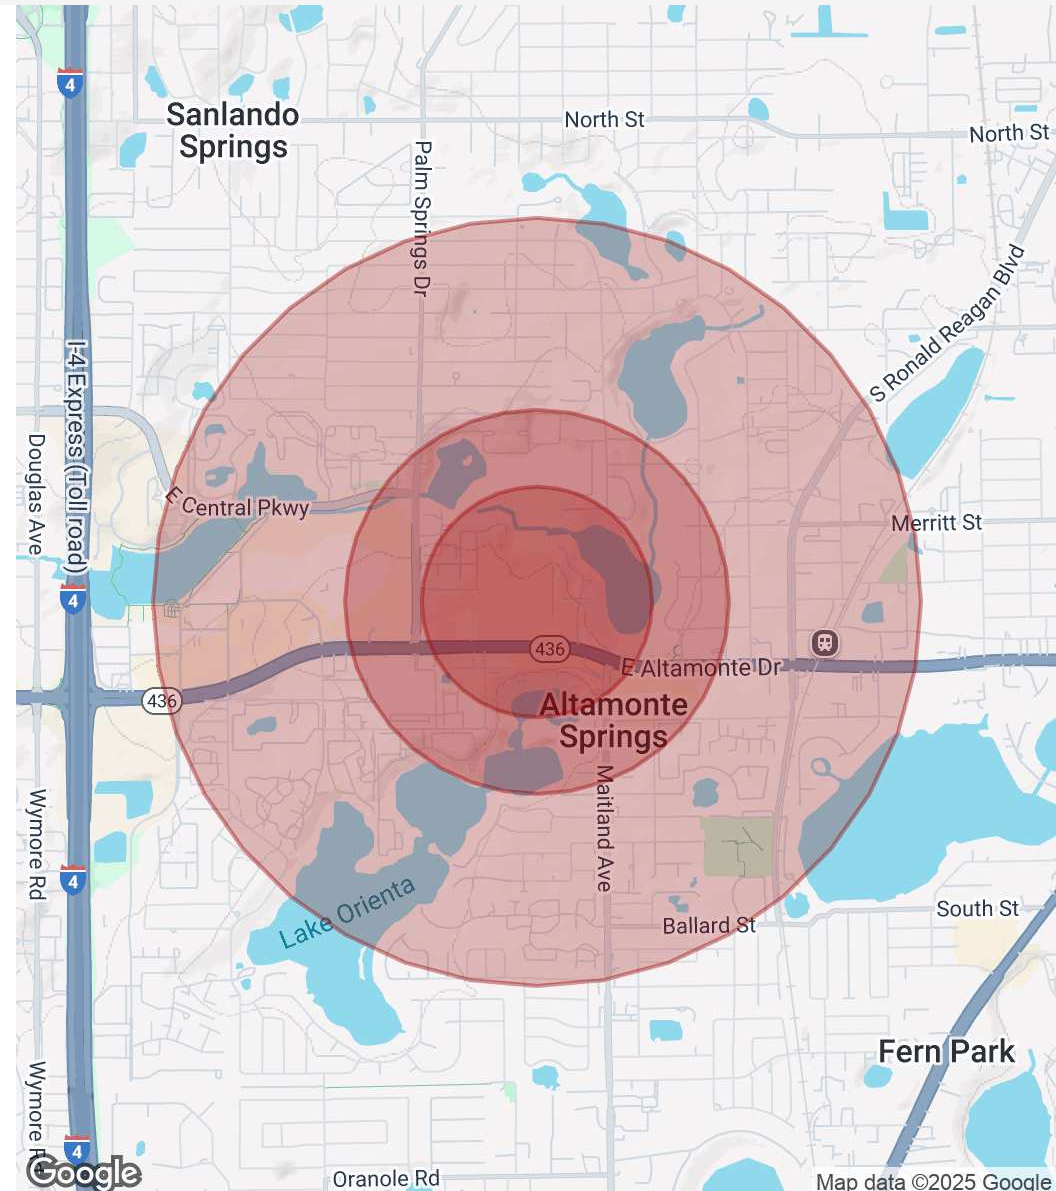 4
Sanlando
Springs
North St
North St
Palm Springs Dr
S Ronald Reagan Blvd
I-4 Express (Toll road)
Douglas Ave
E Central Pkwy
Merritt St
4
436
E Altamonte Dr
436
Altamonte
Springs
Maitland Ave
Wymore Rd
4
Lake Orienta
Ballard St
South St
Fern Park
Wymore R
4
Google
Oranole Rd
Map data ©2025 Google